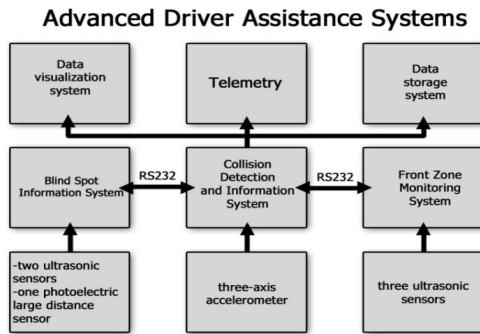 Advanced Driver Assistance Systems
Data
visualization
system
Telemetry
Data
storage
system
Blind Spot
Information System
RS232
Collision
Detection
and Information
System
RS232
Front Zone
Monitoring
System
-two ultrasonic
sensors
-one photoelectric
large distance
sensor
three-axis
accelerometer
three ultrasonic
sensors